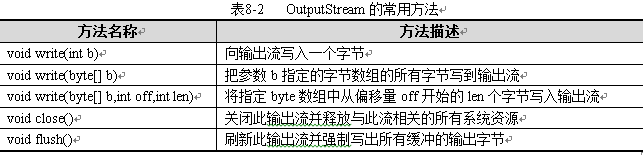 表8-2 OutputStream 的常用方法
方法名称 方法描述
void write(int b) 向输出流写入一个字节
void write(byte[] b) 把参数 b 指定的字节数组的所有字节写到输出流
void write(byte[] b,int off,int len) 将指定 byte 数组中从偏移量 off 开始的 len 个字节写入输出流
void close() 关闭此输出流并释放与此流相关的所有系统资源
void flush() 刷新此输出流并强制写出所有缓冲的输出字节